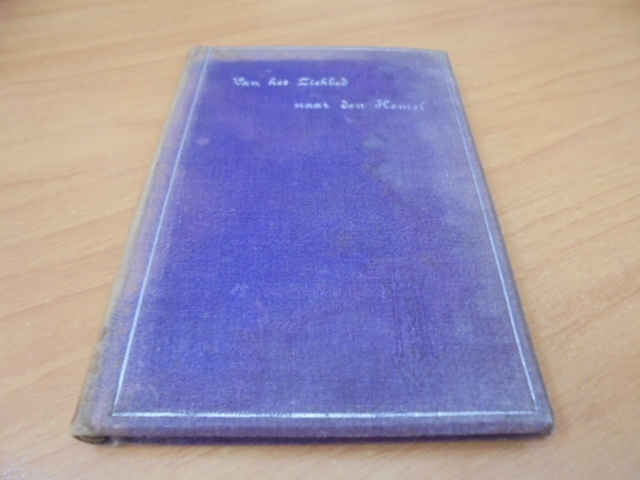 Van het Ziekbed
naar den Hemel